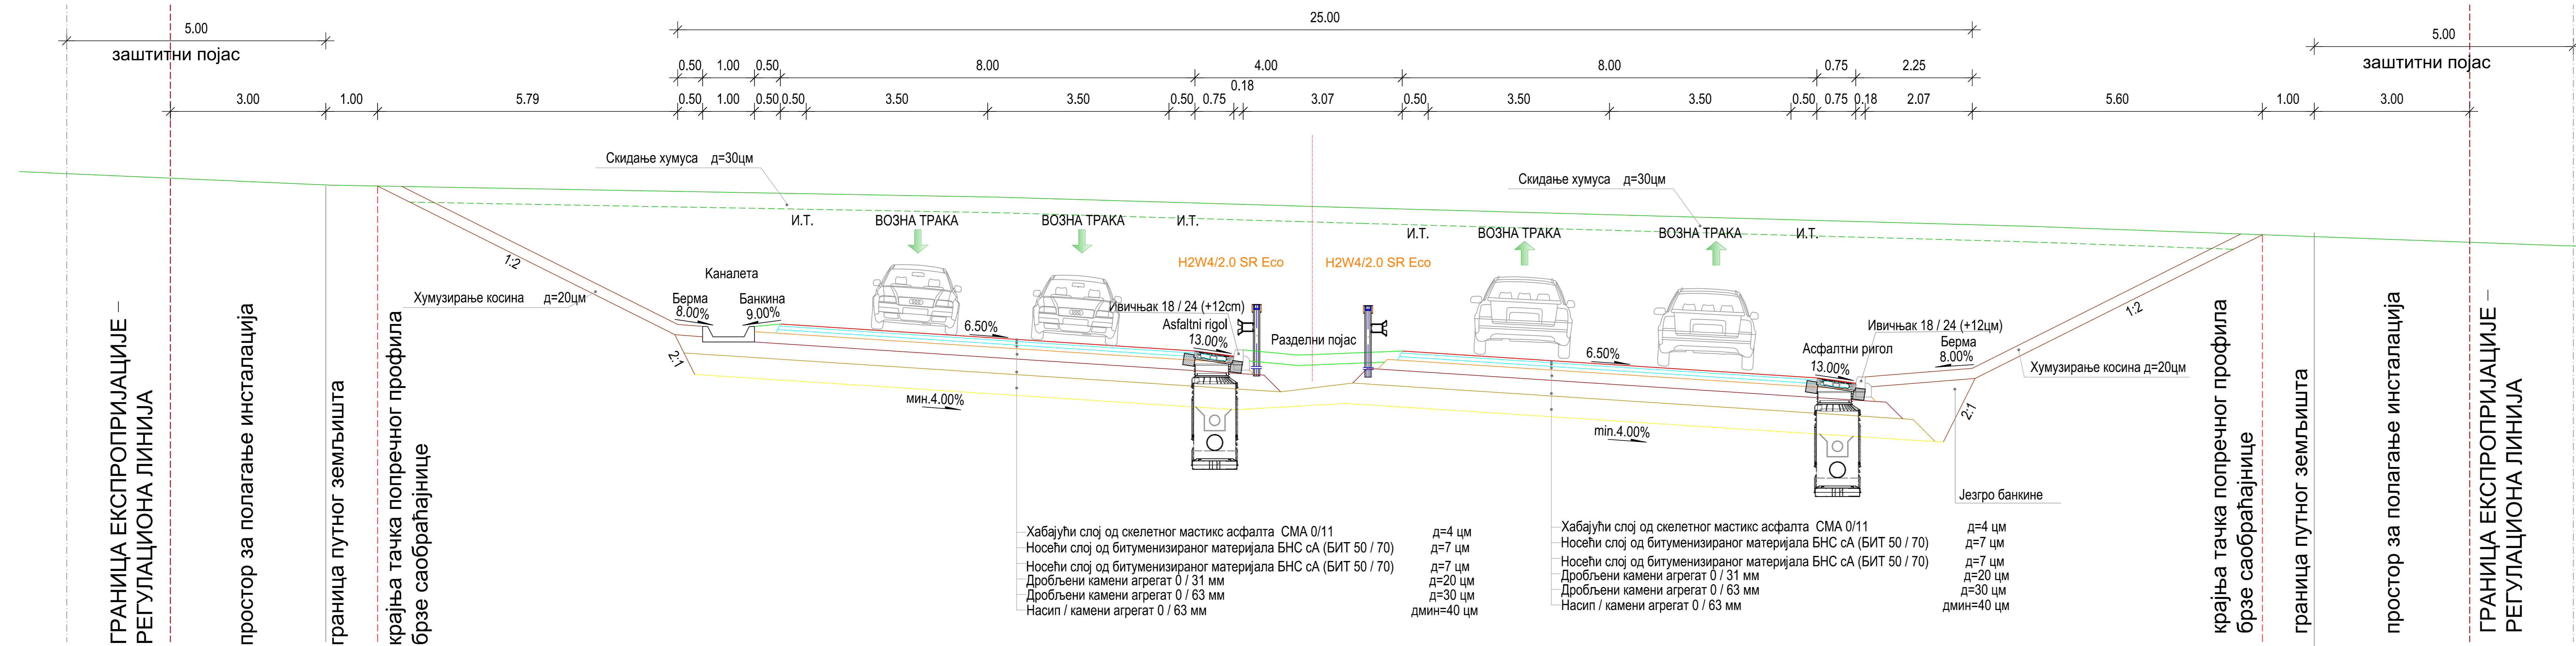 5.00
25.00
5.00
заштитни појас
заштитни појас
0.50 1.00 0.50 8.00 4.00 8.00 0.75 2.25
0.18
3.00 1.00 5.79 0.50 1.00 0.50 0.50 3.50 3.50 0.50 0.75 3.07 0.50 3.50 3.50 0.50 0.75 0.18 2.07 5.60 1.00 3.00
Скидање хумуса д=30цм
Скидање хумуса д=30цм
И.Т. ВОЗНА ТРАКА ВОЗНА ТРАКА И.Т.
И.Т. ВОЗНА ТРАКА ВОЗНА ТРАКА И.Т.
H2W4/2.0 SR Eco H2W4/2.0 SR Eco
1:2
Каналета
Хумузирање косина д=20цм
Берма
8.00%
Банкина
9.00%
6.50%
Ивичњак 18 / 24 (+12cm)
Asfaltni rigol
13.00%
Разделни појас
6.50%
Ивичњак 18 / 24 (+12цм)
Асфалтни ригол
13.00%
Берма
8.00%
1:2
Хумузирање косина д=20цм
2:1
мин.4.00%
min.4.00%
2:1
Језгро банкине
Хабајући слој од скелетног мастикс асфалта СМА 0/11 д=4 цм
Носећи слој од битуменизираног материјала БНС сА (БИТ 50 / 70) д=7 цм
Носећи слој од битуменизираног материјала БНС сА (БИТ 50 / 70) д=7 цм
Дробљени камени агрегат 0 / 31 мм д=20 цм
Дробљени камени агрегат 0 / 63 мм д=30 цм
Насип / камени агрегат 0 / 63 мм дмин=40 цм
Хабајући слој од скелетног мастикс асфалта СМА 0/11 д=4 цм
Носећи слој од битуменизираног материјала БНС сА (БИТ 50 / 70) д=7 цм
Носећи слој од битуменизираног материјала БНС сА (БИТ 50 / 70) д=7 цм
Дробљени камени агрегат 0 / 31 мм д=20 цм
Дробљени камени агрегат 0 / 63 мм д=30 цм
Насип / камени агрегат 0 / 63 мм дмин=40 цм
ГРАНИЦА ЕКСПРОПРИЈАЦИЈЕ –
РЕГУЛАЦИОНА ЛИНИЈА
простор за полагање инсталација
граница путног земљишта
крајња тачка попречног профила
брзе саобраћајнице
крајња тачка попречног профила
брзе саобраћајнице
граница путног земљишта
простор за полагање инсталација
ГРАНИЦА ЕКСПРОПРИЈАЦИЈЕ –
РЕГУЛАЦИОНА ЛИНИЈА